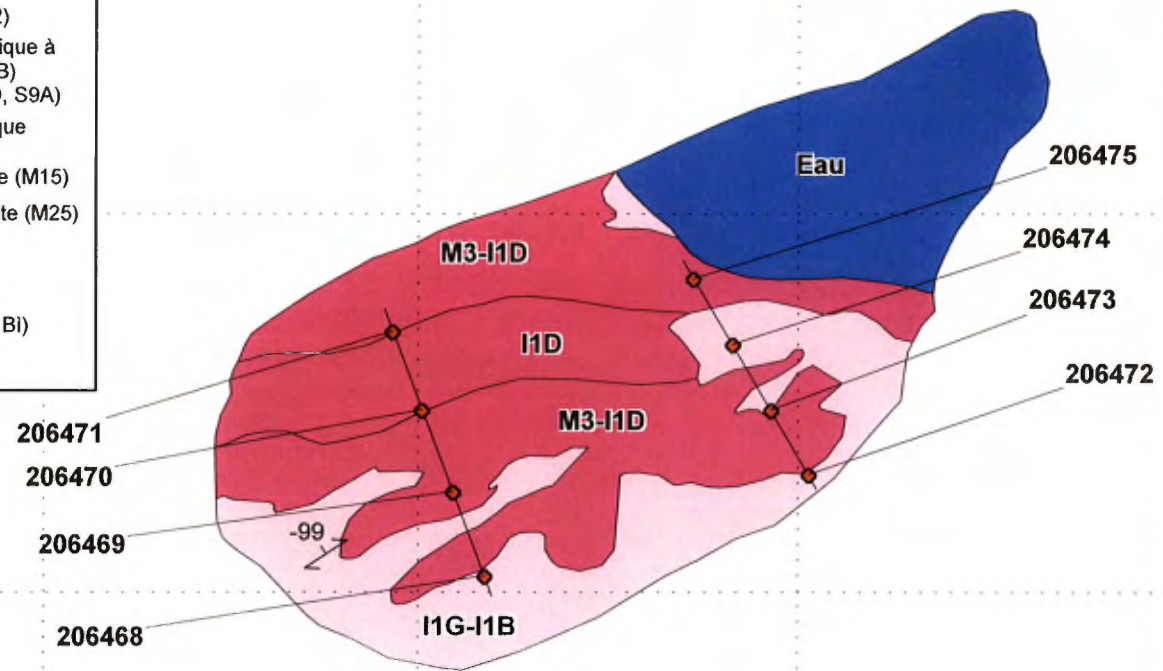 2)
ique à
B)
, S9A)
que
e (M15)
te (M25)
Bi)
Eau
206475
206474
206473
206472
M3-I1D
I1D
M3-I1D
206471
206470
206469
206468
-99
I1G-I1B